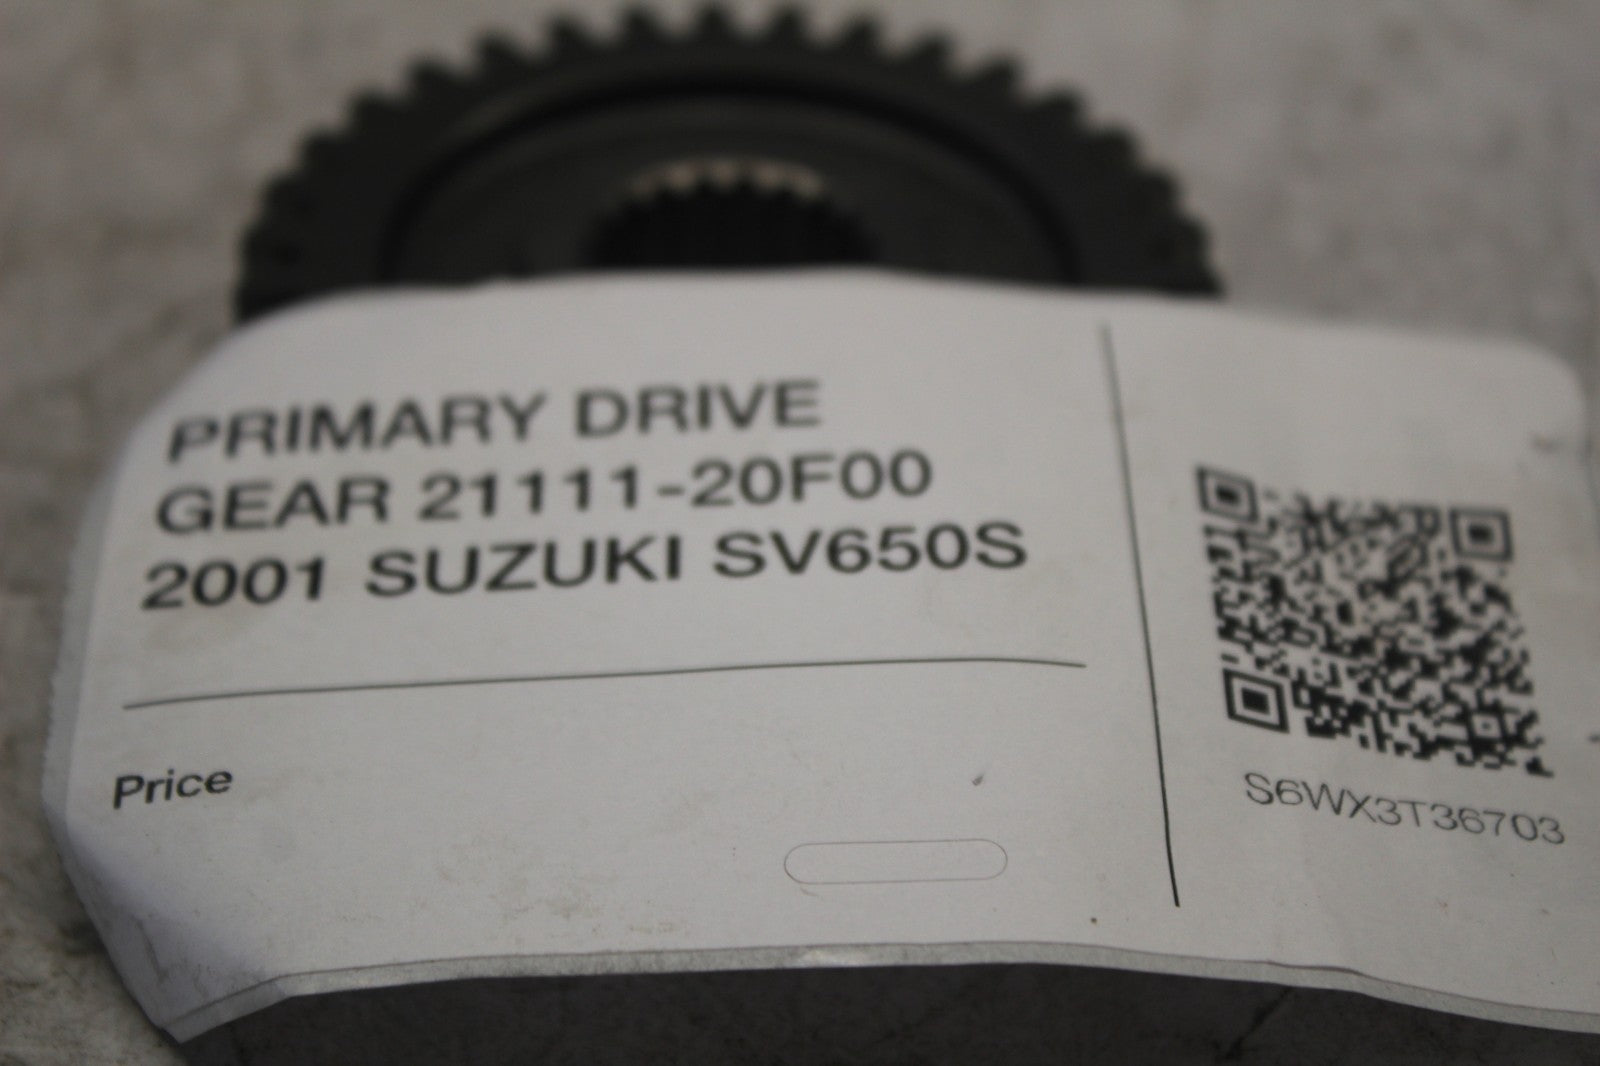 PRIMARY DRIVE
GEAR 21111-20F00
2001 SUZUKI SV650S
Price
S6WX3T36703